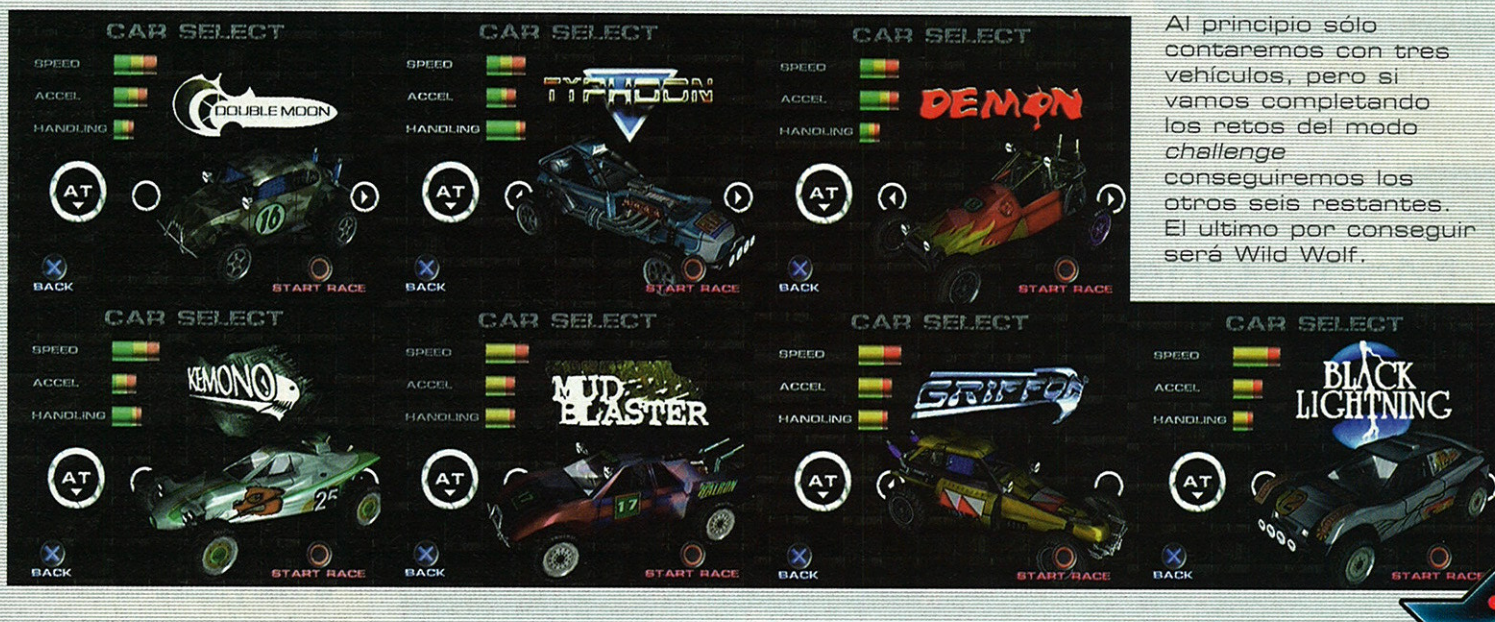 CAR SELECT
SPEED
ACCEL
HANDLING
DOUBLE MOON
AT
16
BACK
START RACE
CAR SELECT
SPEED
ACCEL.
HANDLING
TYPHOON
AT
BACK
START RACE
CAR SELECT
SPEED
ACCEL.
HANDLING
DEMON
AT
BACK
START RACE
Al principio sólo
contaremos con tres
vehículos, pero si
vamos completando
los retos del modo
challenge
conseguiremos los
otros seis restantes.
El ultimo por conseguir
será Wild Wolf.
CAR SELECT
SPEED
ACCEL
HANDLING
KEMONO
AT
25
BACK
START RACE
CAR SELECT
SPEED
ACCEL.
HANDLING
MUD
BLASTER
AT
17
17
BACK
START RACE
CAR SELECT
SPEED
ACCEL
HANDLING
GRIFFON
AT
BACK
START RACE
CAR SELECT
SPEED
ACCEL
HANDLING
BLACK
LIGHTNING
AT
BACK
START RACE